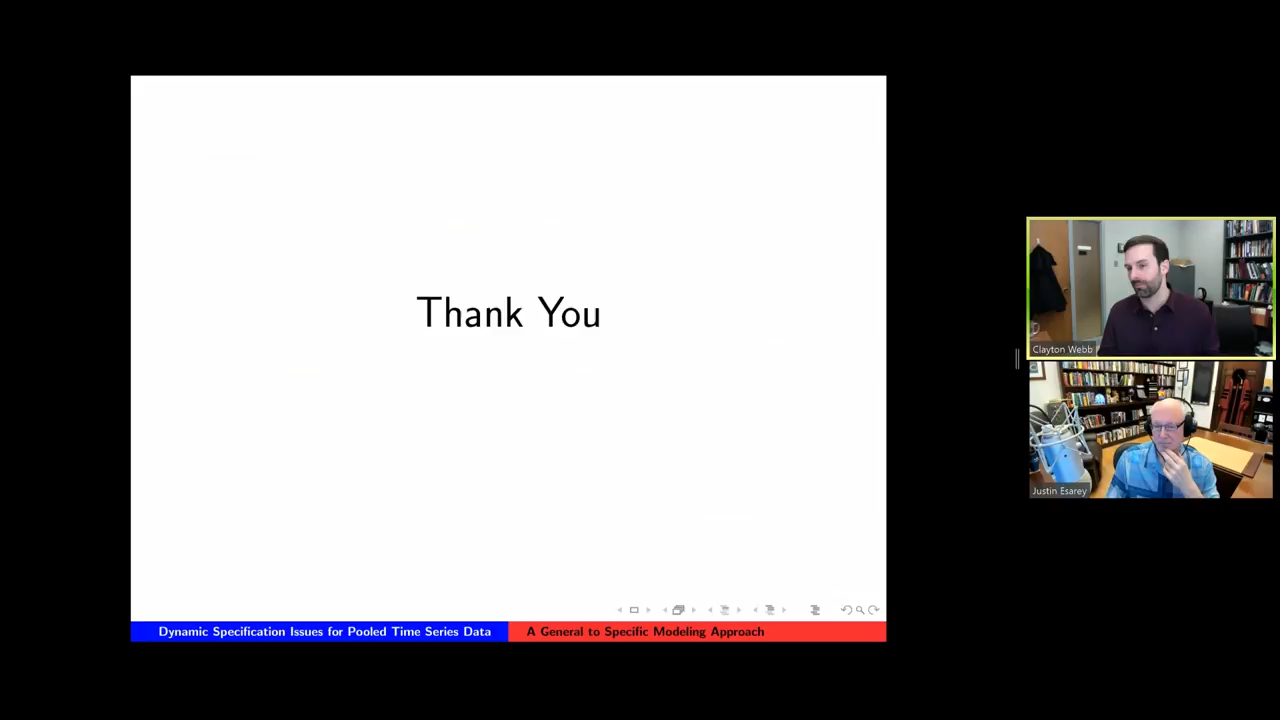 Thank You
Dynamic Specification Issues for Pooled Time Series Data
A General to Specific Modeling Approach
Clayton Webb
Justin Esarey